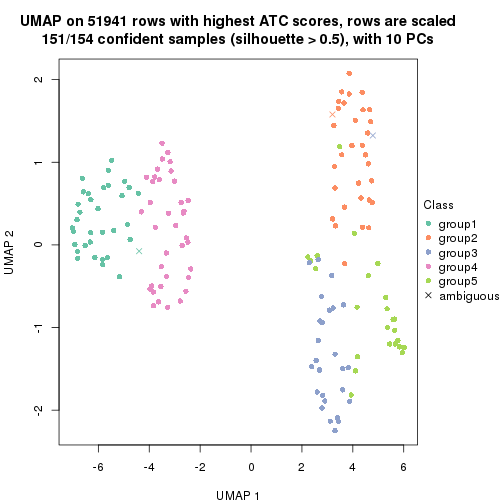 UMAP on 51941 rows with highest ATC scores, rows are scaled
151/154 confident samples (silhouette > 0.5), with 10 PCs
2
1
0
-1
-2
UMAP 2
-6
-4
-2
0
2
4
6
UMAP 1
Class
group1
group2
group3
group4
group5
ambiguous